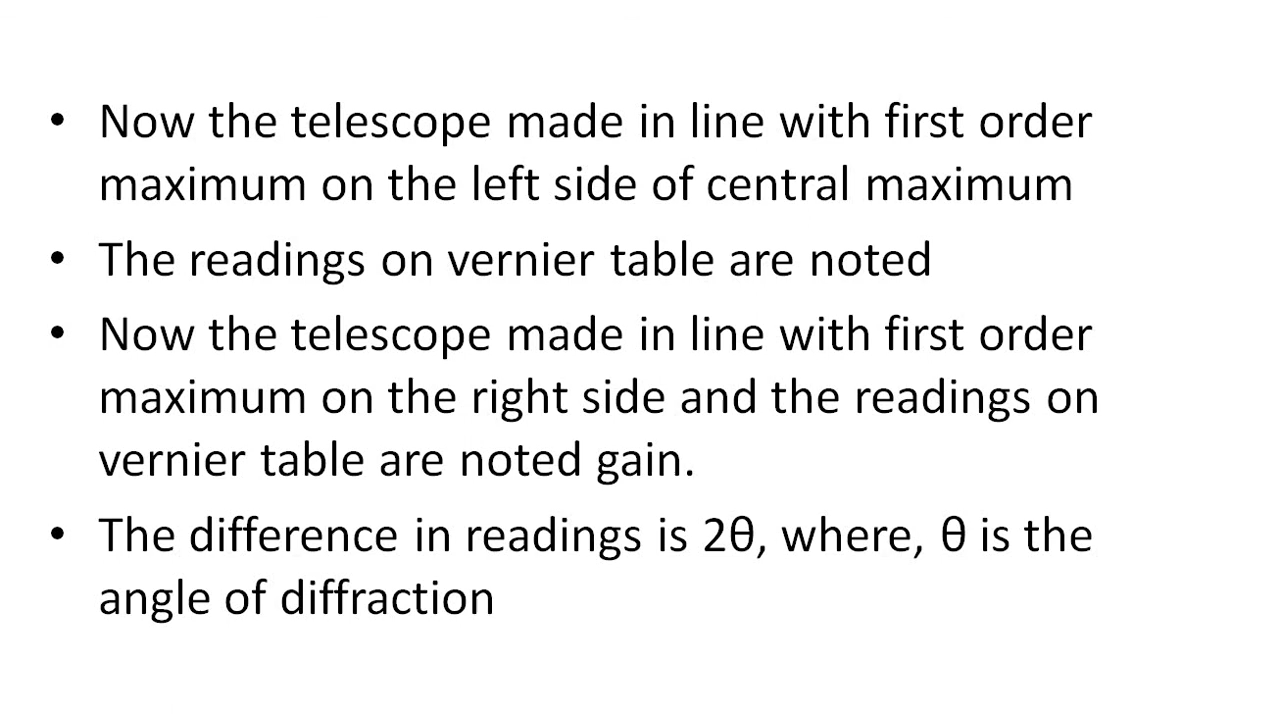 • Now the telescope made in line with first order
maximum on the left side of central maximum
• The readings on vernier table are noted
• Now the telescope made in line with first order
maximum on the right side and the readings on
vernier table are noted gain.
• The difference in readings is 2θ, where, θ is the
angle of diffraction